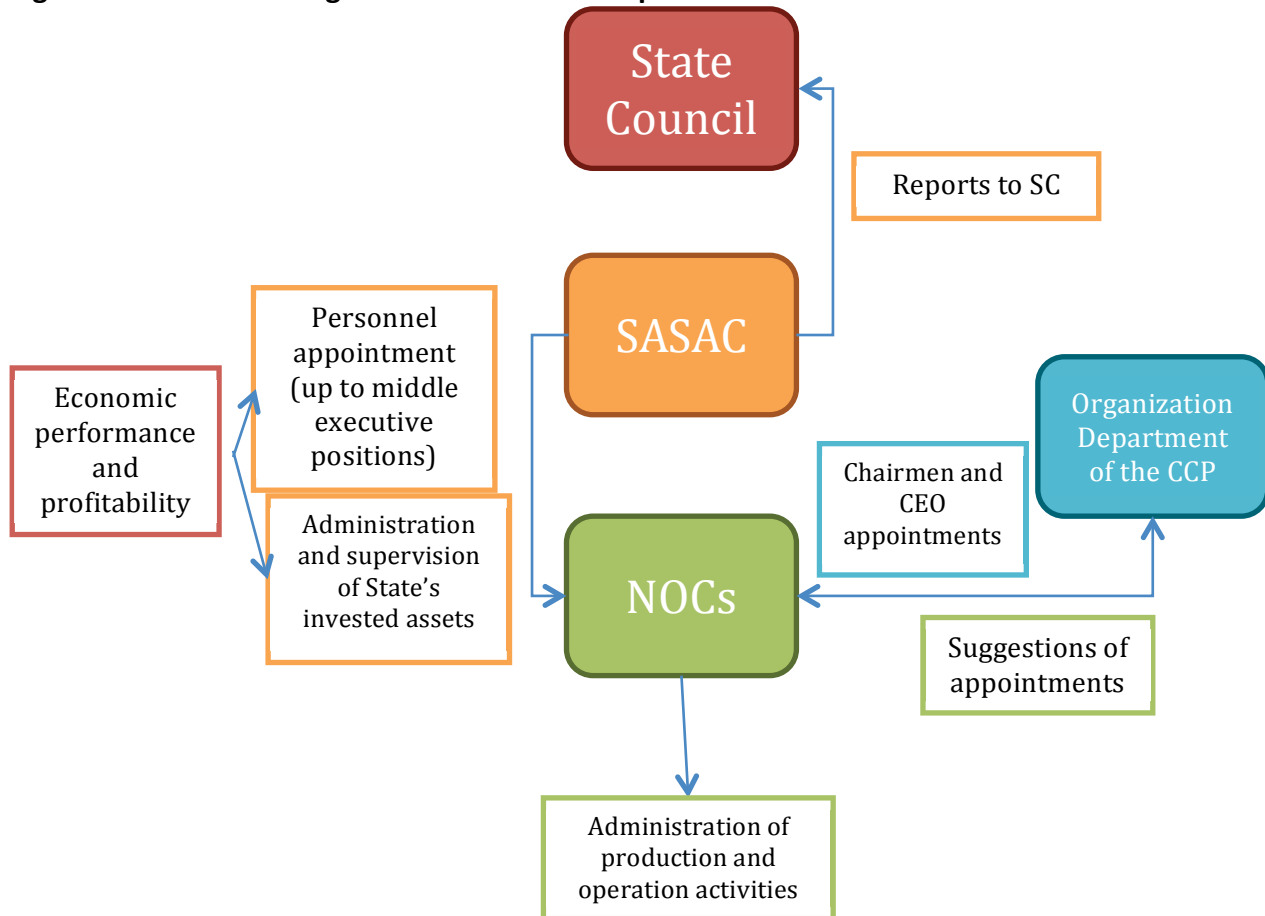 State
Council
Reports to SC
SASAC
Personnel
appointment
(up to middle
executive
positions)
Economic
performance
and
profitability
Administration
and supervision
of State's
invested assets
Organization
Department
of the CCP
Chairmen and
CEO
appointments
NOCs
Suggestions of
appointments
Administration of
production and
operation activities